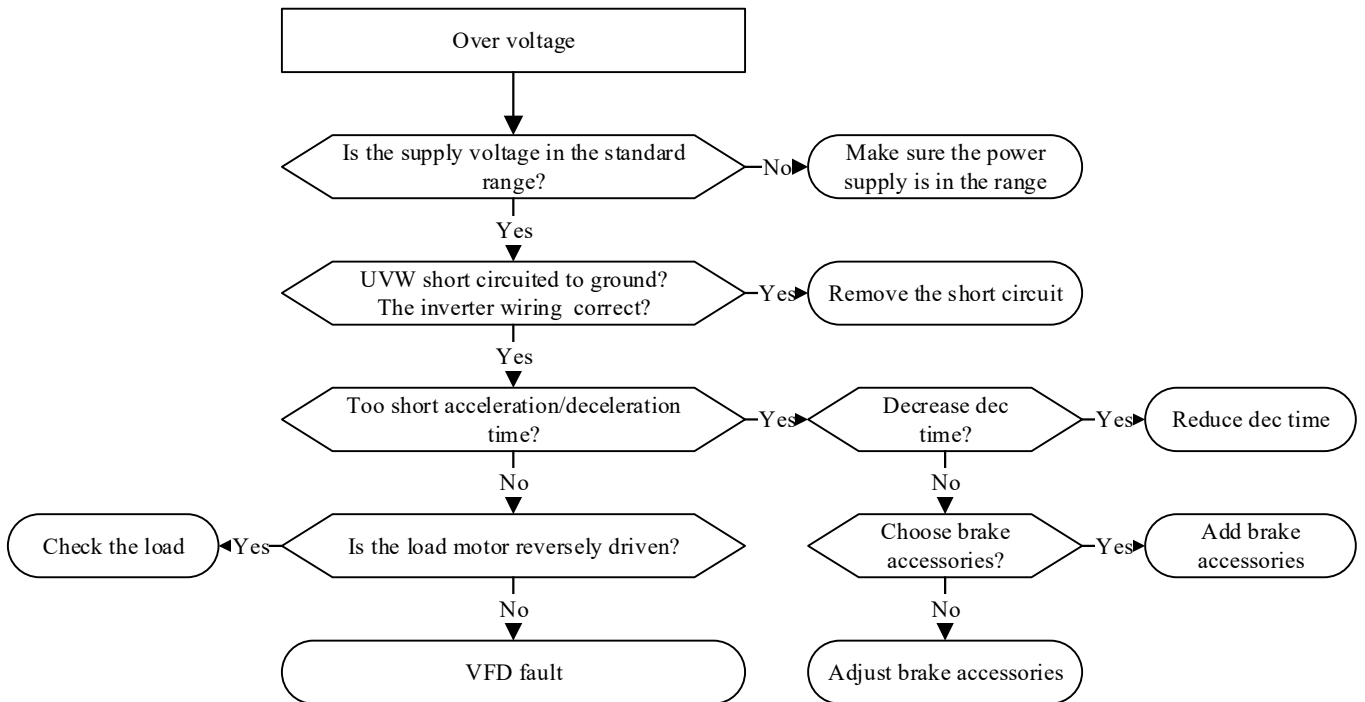 Over voltage
Is the supply voltage in the standard
range?
No
Make sure the power
supply is in the range
Yes
UVW short circuited to ground?
The inverter wiring correct?
Yes
Remove the short circuit
Yes
Too short acceleration/deceleration
time?
Yes
Decrease dec
time?
Yes
Reduce dec time
No
No
Check the load
Yes
Is the load motor reversely driven?
Choose brake
accessories?
Yes
Add brake
accessories
No
No
VFD fault
Adjust brake accessories